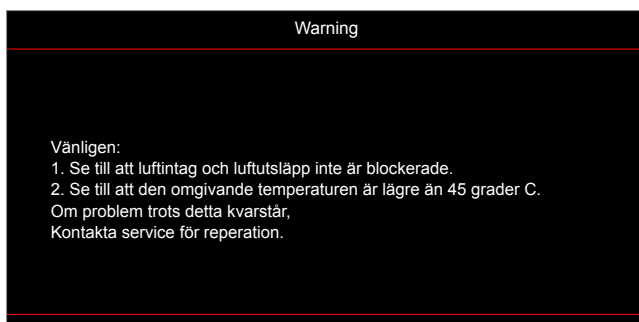 Warning
Vänligen:
1. Se till att luftintag och luftutsläpp inte är blockerade.
2. Se till att den omgivande temperaturen är lägre än 45 grader C.
Om problem trots detta kvarstår,
Kontakta service för reperation.